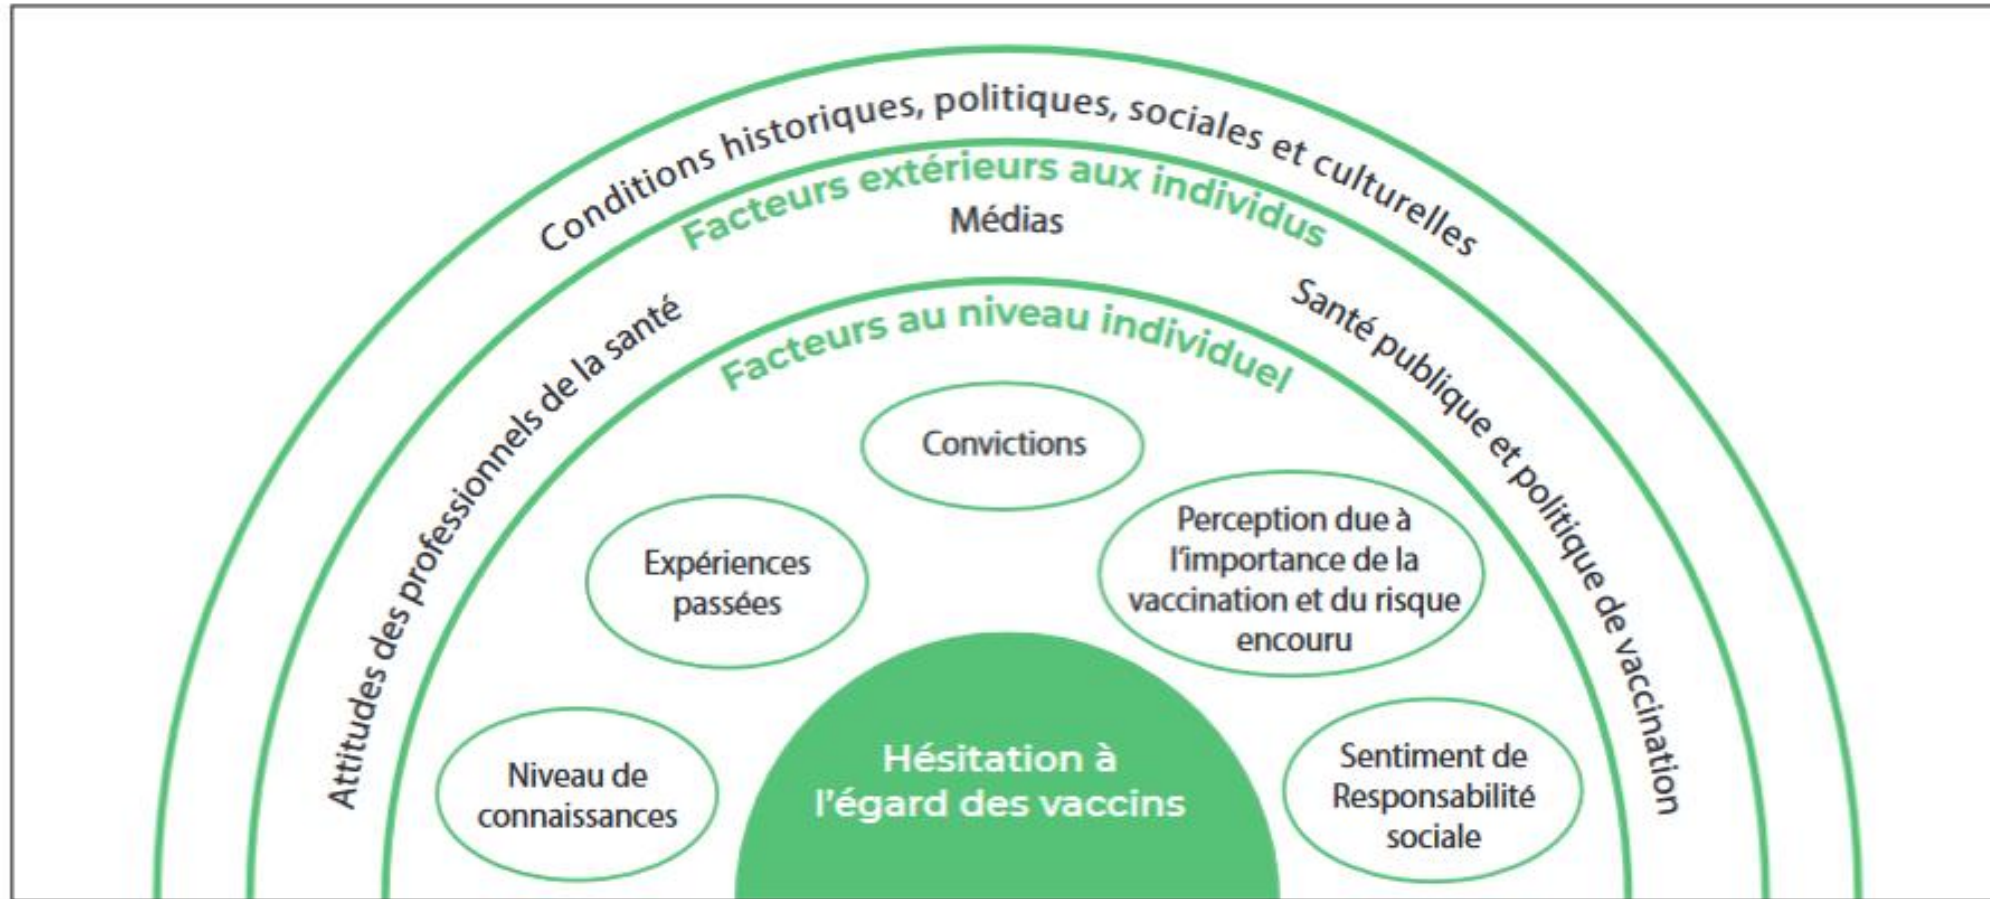 Conditions historiques, politiques, sociales et culturelles
Facteurs extérieurs aux individus
Médias
Attitudes des professionnels de la santé
Santé publique et politique de vaccination
Facteurs au niveau individuel
Convictions
Expériences
passées
Perception due à
l'importance de la
vaccination et du risque
encouru
Niveau de
connaissances
Hésitation à
l'égard des vaccins
Sentiment de
Responsabilité
sociale